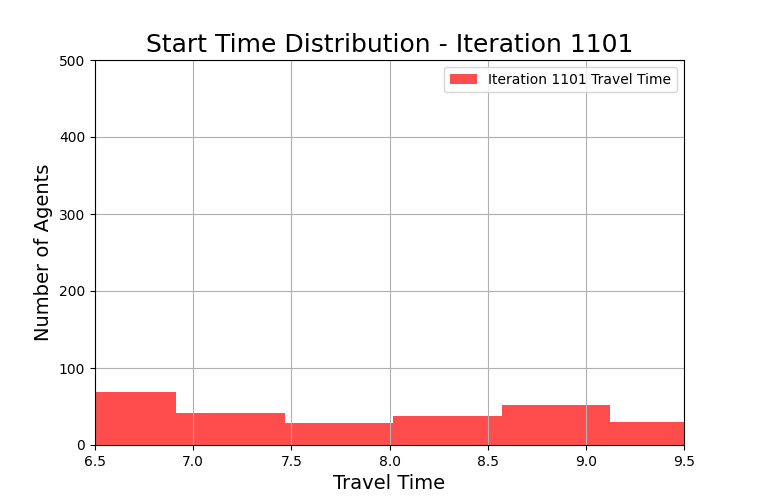 Start Time Distribution - Iteration 1101
500
400
300
200
100
0
Number of Agents
Iteration 1101 Travel Time
6.5 7.0 7.5 8.0 8.5 9.0 9.5
Travel Time